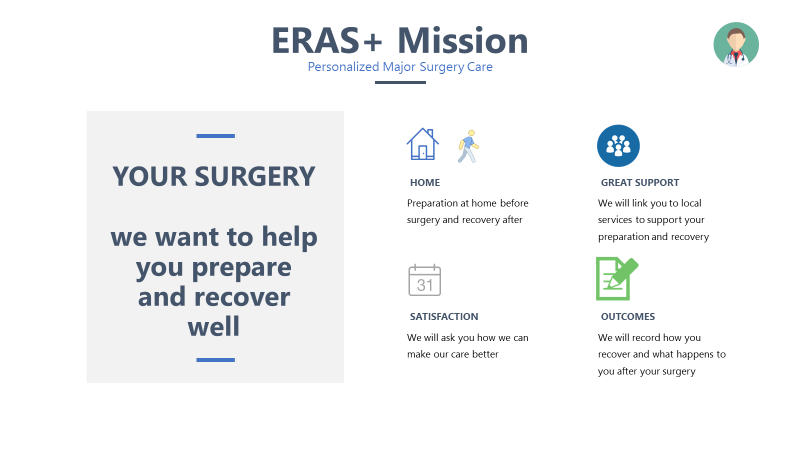 ERAS+ Mission
Personalized Major Surgery Care
YOUR SURGERY
we want to help
you prepare
and recover
well
HOME
Preparation at home before
surgery and recovery after
GREAT SUPPORT
We will link you to local
services to support your
preparation and recovery
31
SATISFACTION
We will ask you how we can
make our care better
OUTCOMES
We will record how you
recover and what happens to
you after your surgery